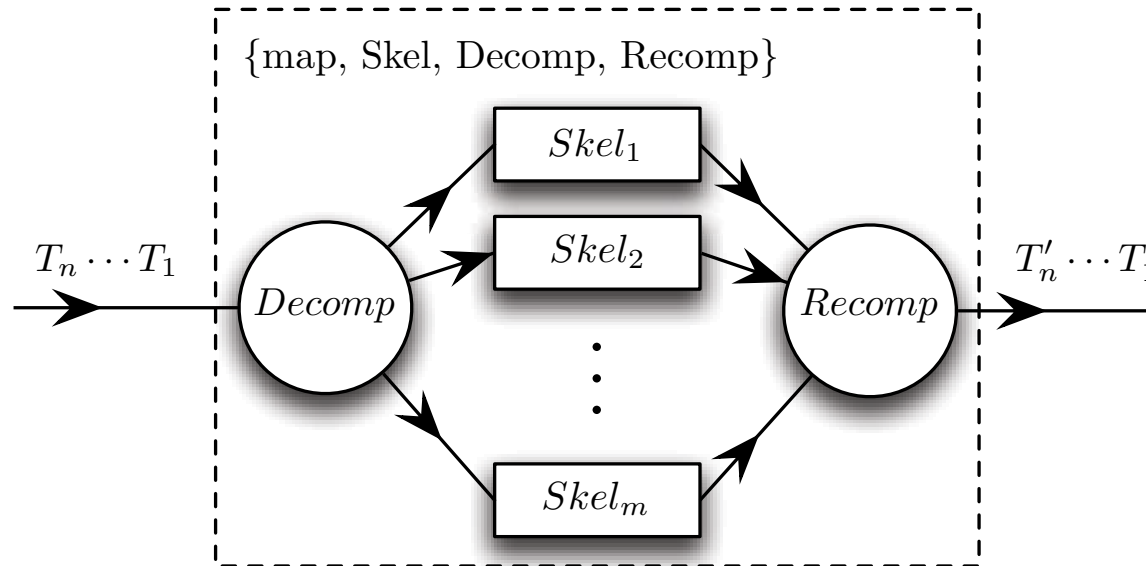 {map, Skel, Decomp, Recomp}
Skel₁
Tₙ ⋯ T₁
Skel₂
T′ₙ ⋯ T
Decomp
Recomp
⋮
Skelₘ